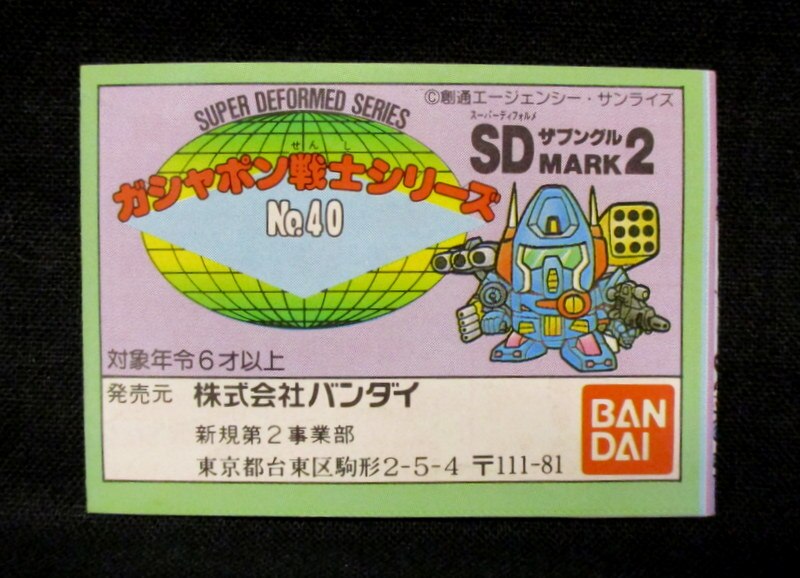 SUPER DEFORMED SERIES
せんし
ガシャポン戦士シリーズ
No.40
©創通エージェンシー・サンライズ
スーパーディフォルメ
SD ザブングル MARK2
対象年令6才以上
発売元 株式会社バンダイ
新規第2事業部
東京都台東区駒形2-5-4 〒111-81
BAN
DAI